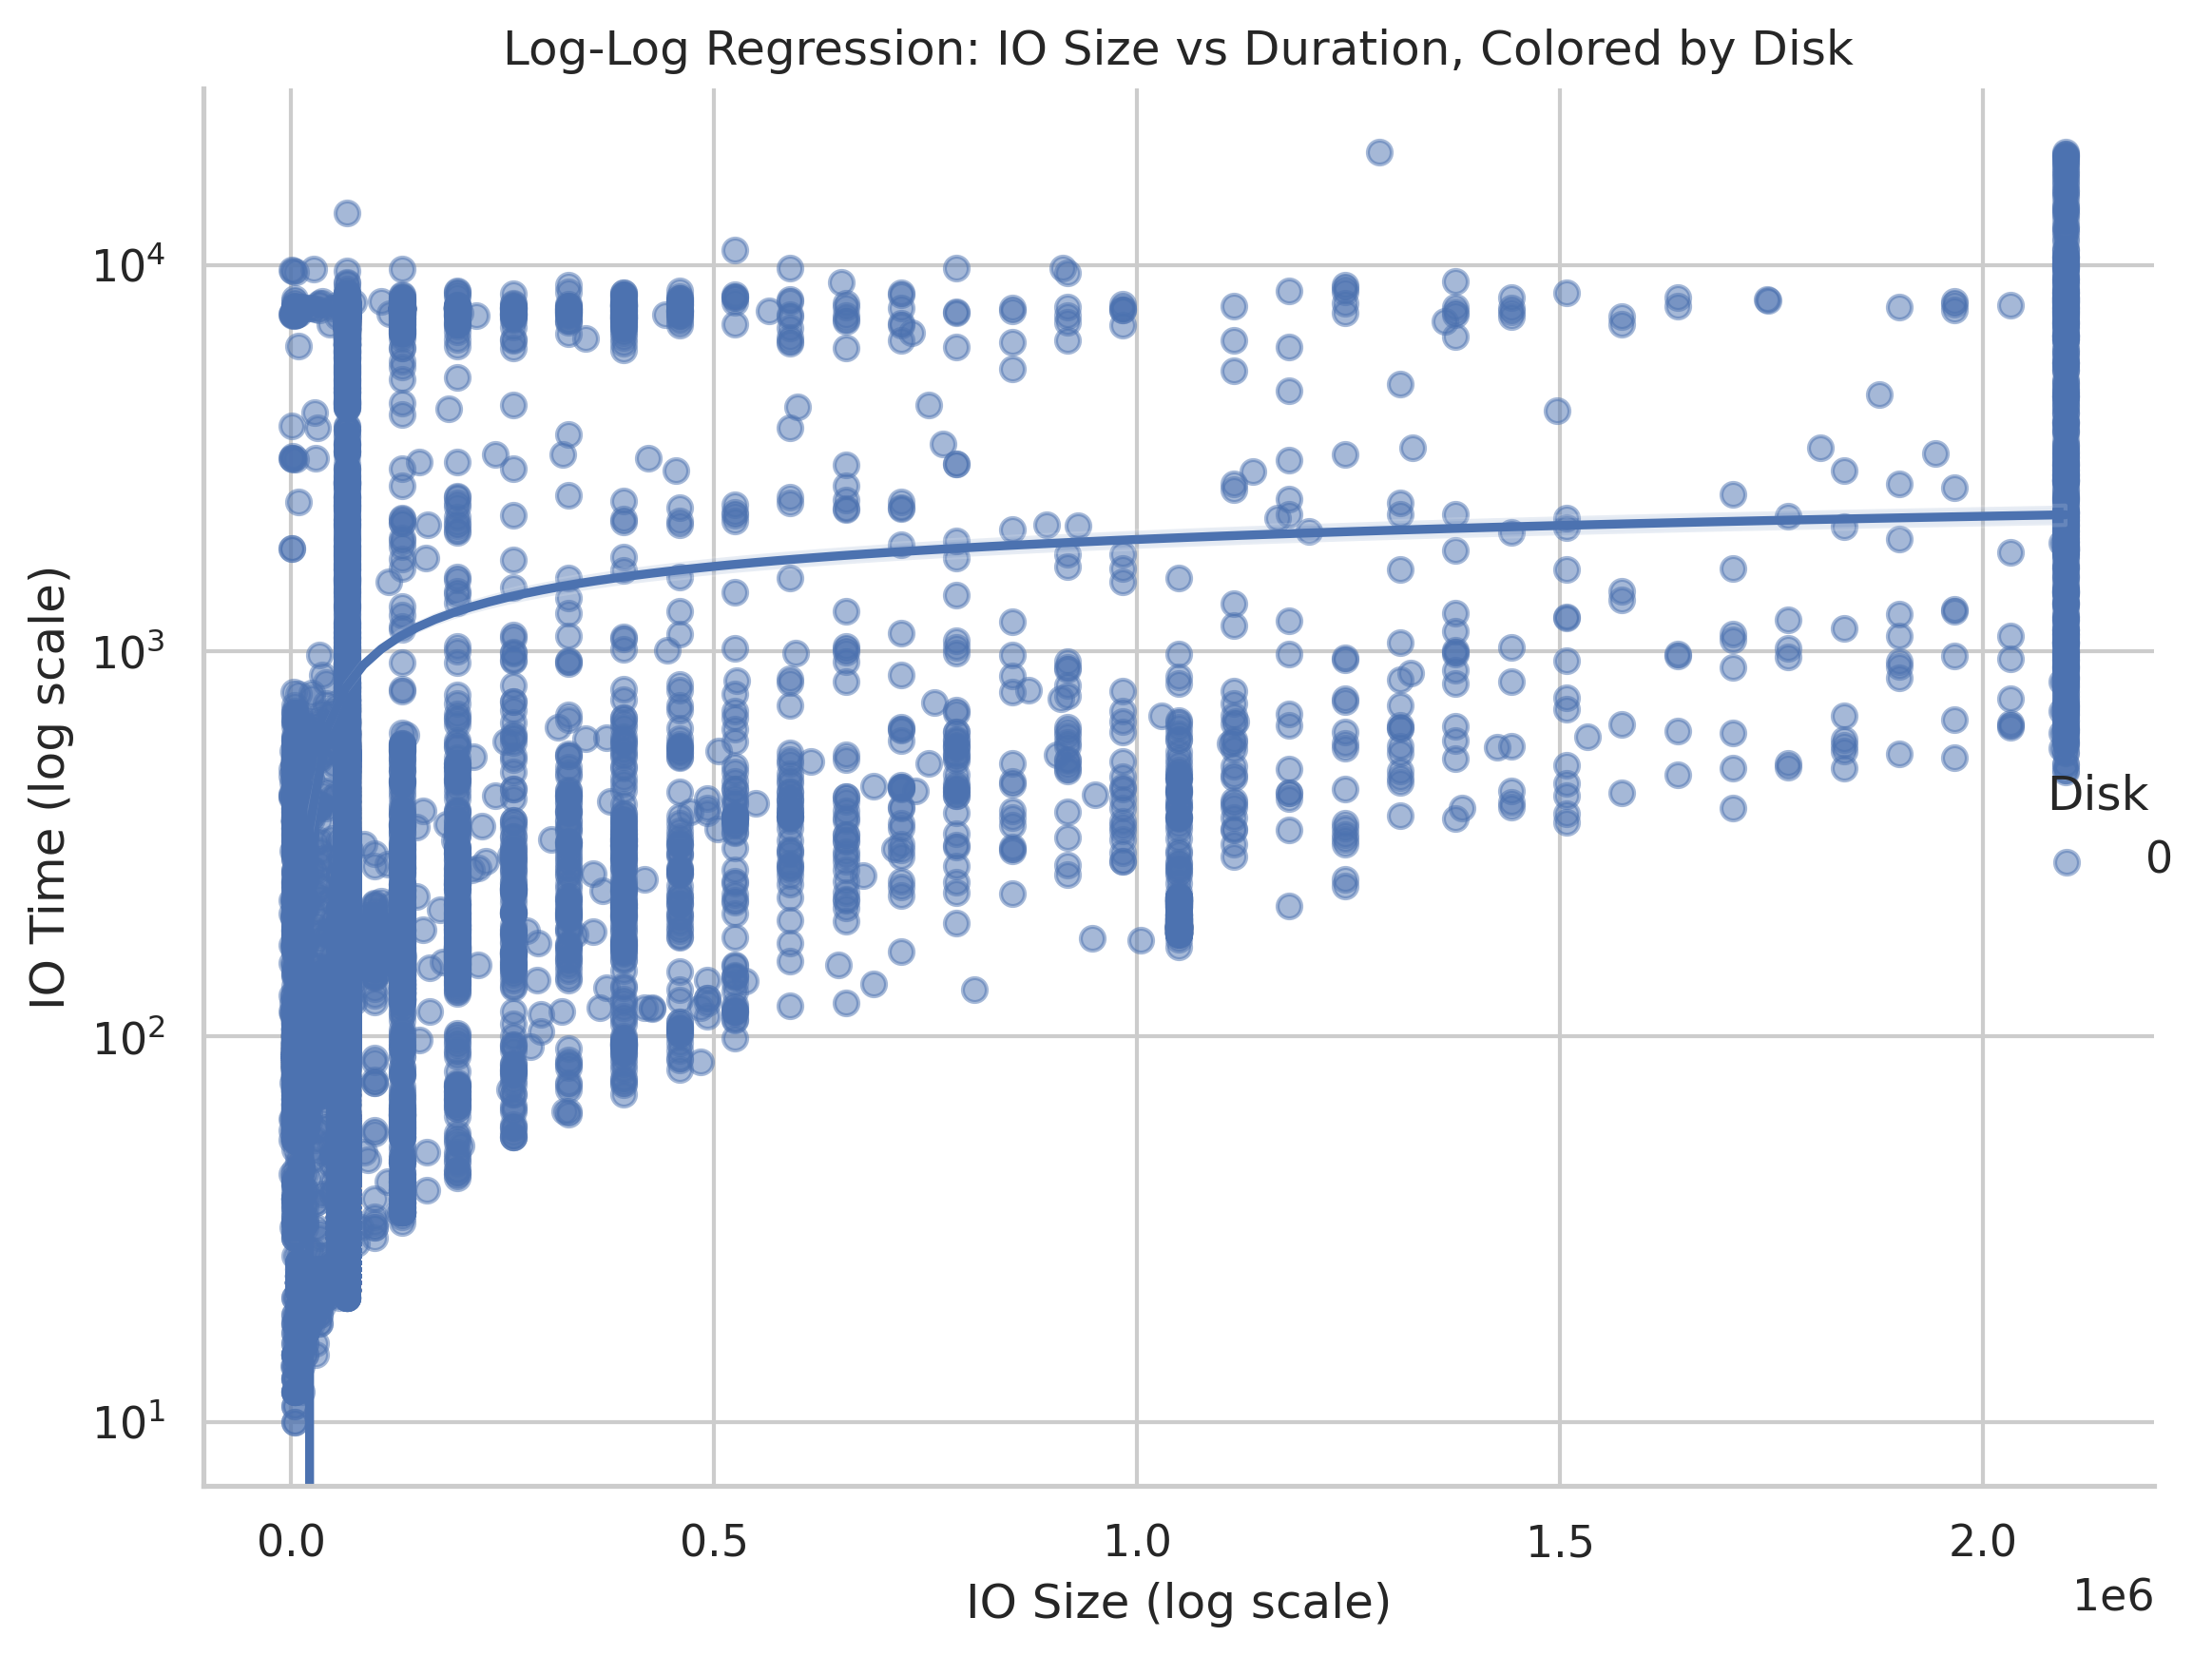 Log-Log Regression: IO Size vs Duration, Colored by Disk
IO Time (log scale)
10⁴
10³
10²
10¹
Disk
0
0.0 0.5 1.0 1.5 2.0
1e6
IO Size (log scale)